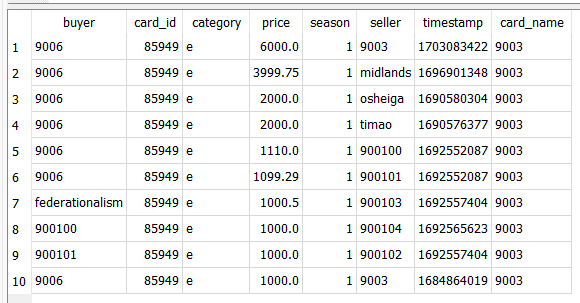 buyer card_id category price season seller timestamp card_name
1 9006 85949 e 6000.0 1 9003 1703083422 9003
2 9006 85949 e 3999.75 1 midlands 1696901348 9003
3 9006 85949 e 2000.0 1 osheiga 1690580304 9003
4 9006 85949 e 2000.0 1 timao 1690576377 9003
5 9006 85949 e 1110.0 1 900100 1692552087 9003
6 9006 85949 e 1099.29 1 900101 1692552087 9003
7 federationalism 85949 e 1000.5 1 900103 1692557404 9003
8 900100 85949 e 1000.0 1 900104 1692565623 9003
9 900101 85949 e 1000.0 1 900102 1692557404 9003
10 9006 85949 e 1000.0 1 9003 1684864019 9003